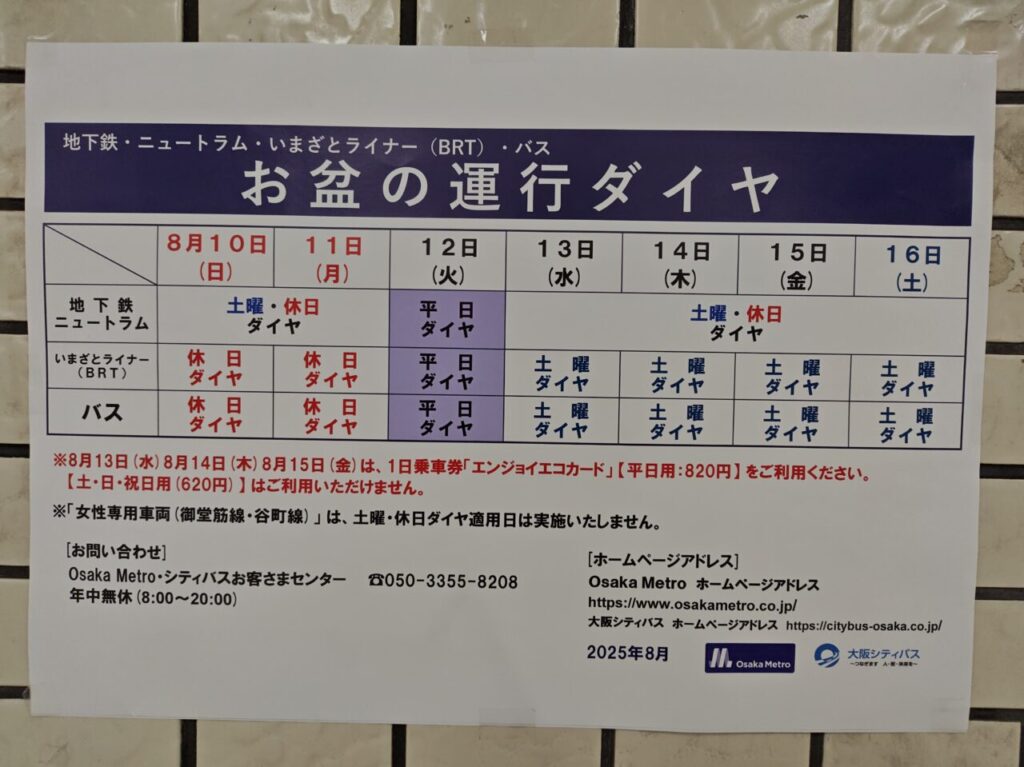 地下鉄・ニュートラム・いまざとライナー(BRT)・バス
お盆の運行ダイヤ
8月10日 11日 12日 13日 14日 15日 16日
(日) (月) (火) (水) (木) (金) (土)
地下鉄 土曜・休日 平日 土曜・休日
ニュートラム ダイヤ ダイヤ ダイヤ
いまざとライナー 休日 休日 平日 土曜 土曜 土曜 土曜
(BRT) ダイヤ ダイヤ ダイヤ ダイヤ ダイヤ ダイヤ ダイヤ
バス 休日 休日 平日 土曜 土曜 土曜 土曜
ダイヤ ダイヤ ダイヤ ダイヤ ダイヤ ダイヤ ダイヤ
※8月13日(水)8月14日(木)8月15日(金)は、1日乗車券「エンジョイエコカード」【平日用:820円】をご利用ください。
【土・日・祝日用(620円)】はご利用いただけません。
※「女性専用車両(御堂筋線・谷町線)」は、土曜・休日ダイヤ適用日は実施いたしません。
[お問い合わせ]
Osaka Metro・シティバスお客さまセンター ☎050-3355-8208
年中無休(8:00〜20:00)
[ホームページアドレス]
Osaka Metro ホームページアドレス
https://www.osakametro.co.jp/
大阪シティバス ホームページアドレス https://citybus-osaka.co.jp/
2025年8月 Osaka Metro 大阪シティバス